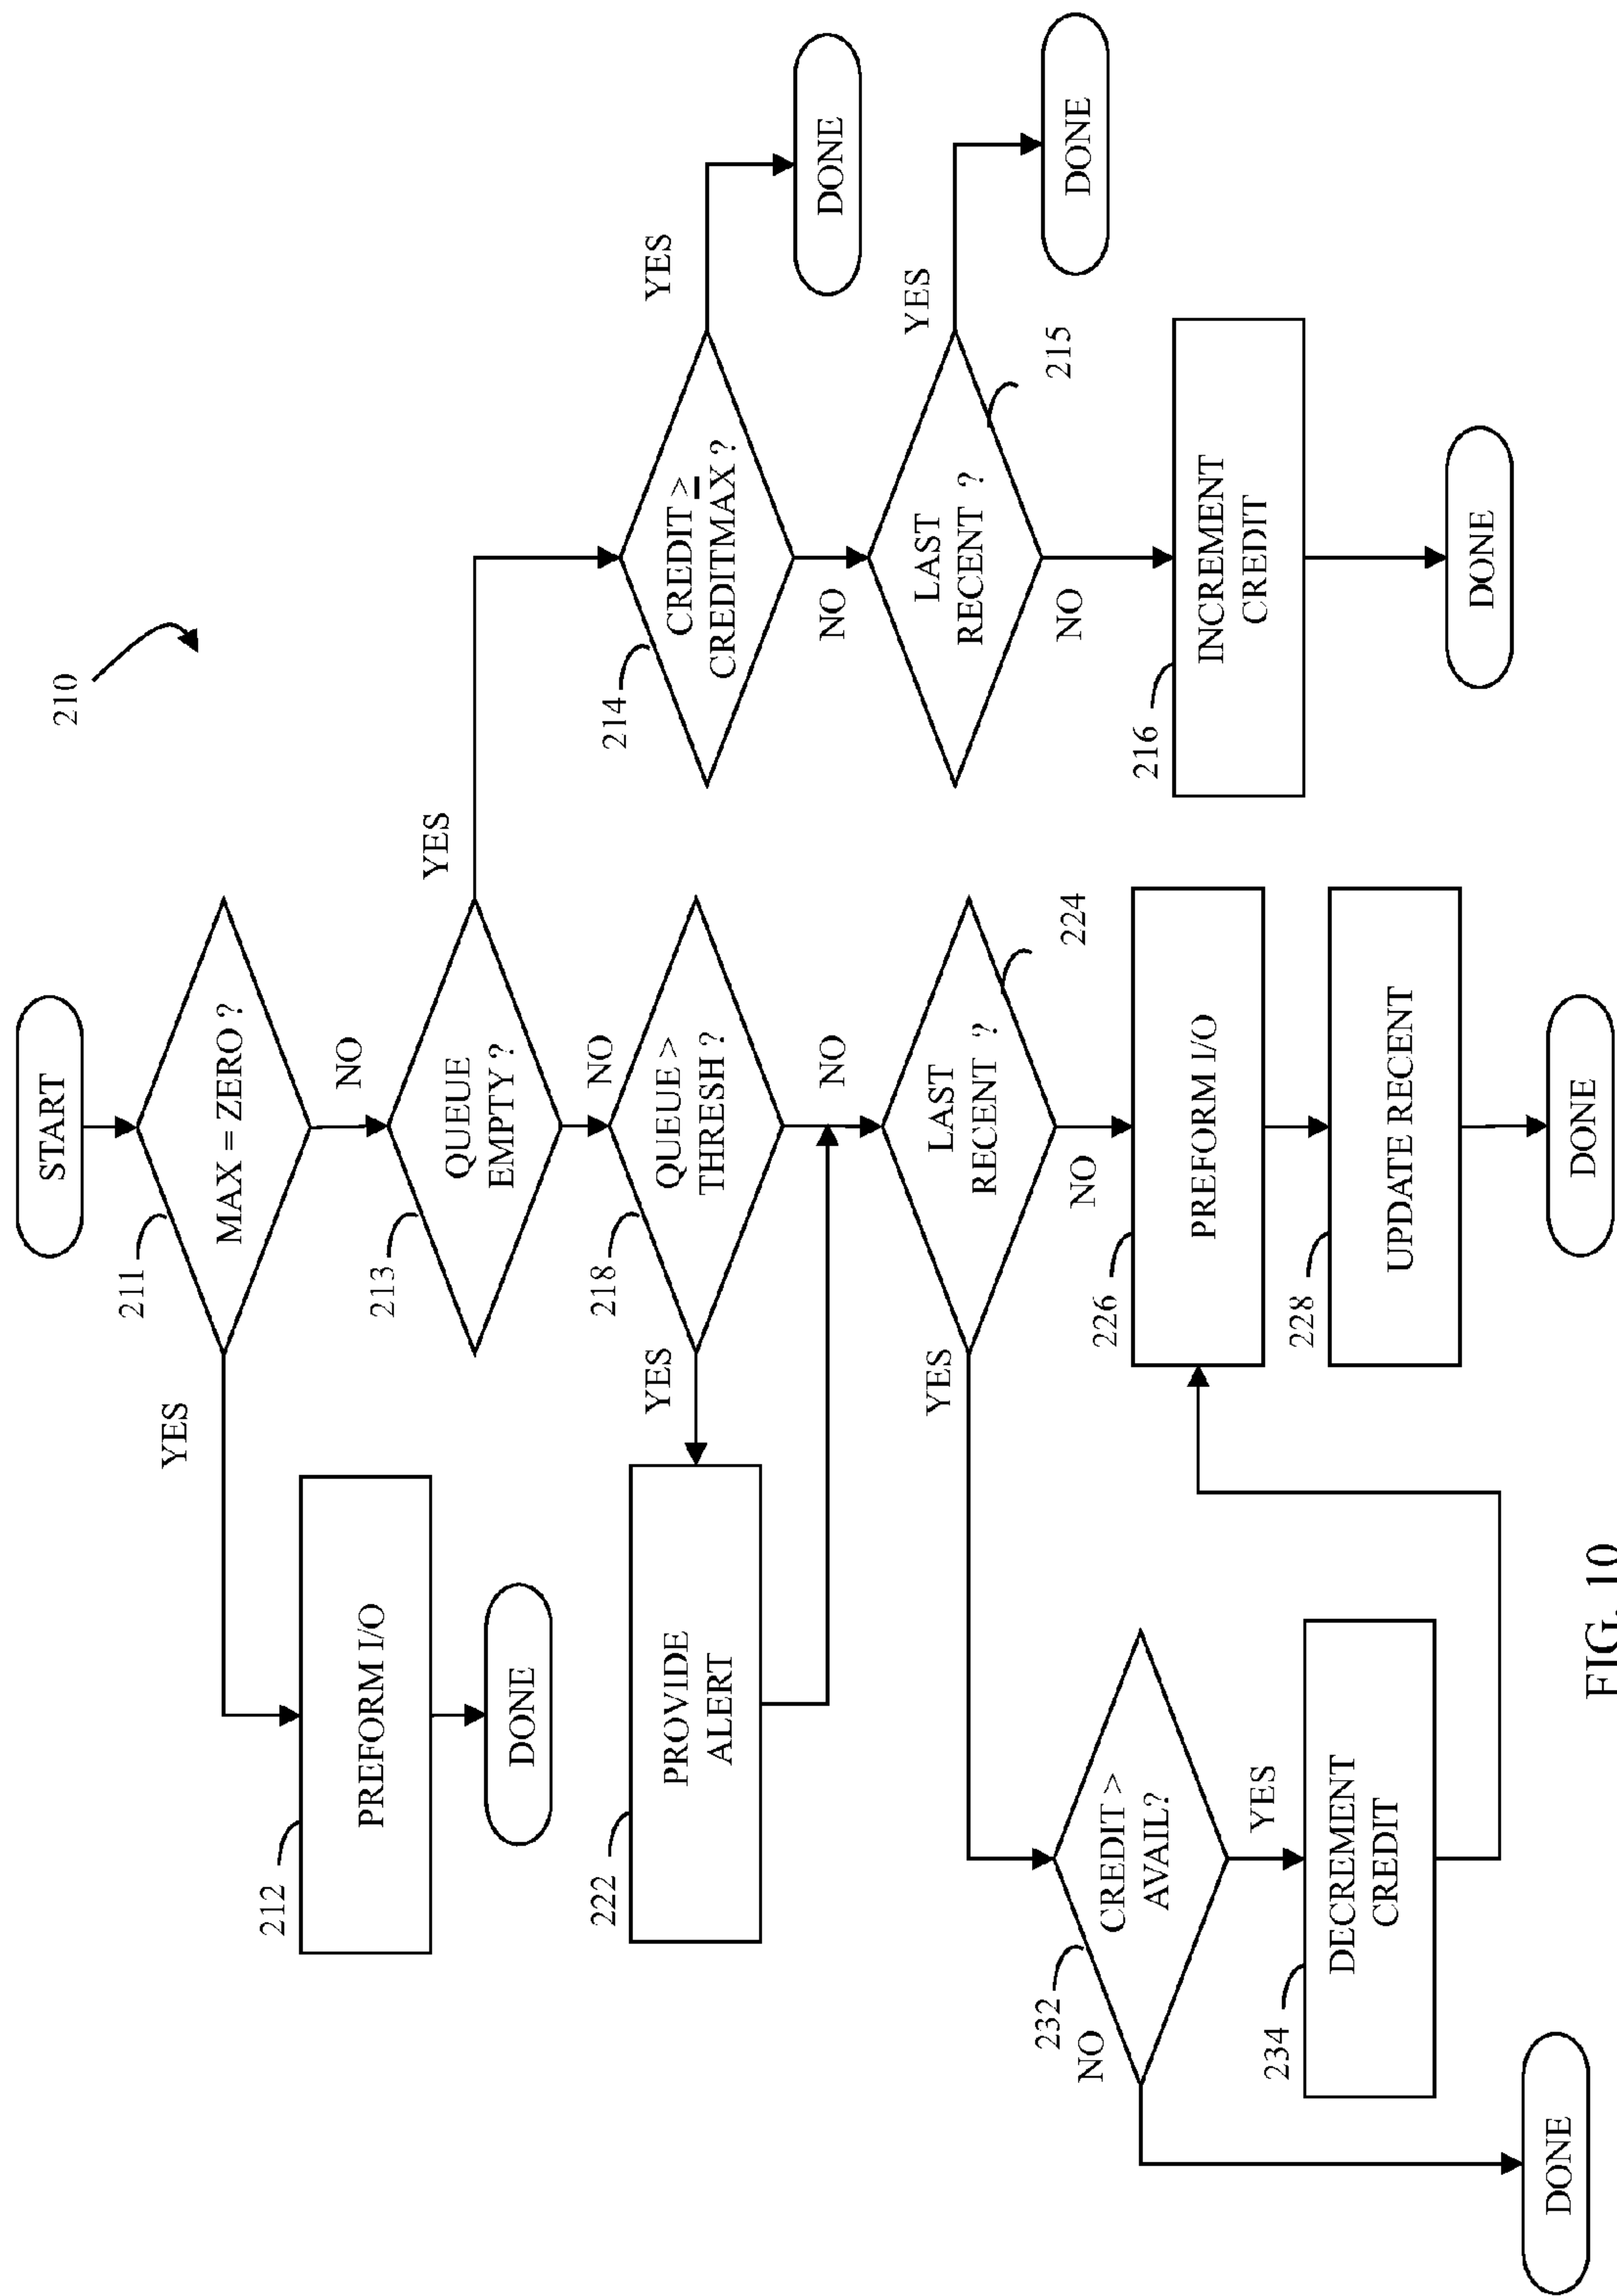 210
START
211
MAX = ZERO ?
YES
NO
212
PREFORM I/O
DONE
213
QUEUE
EMPTY ?
YES
NO
214
CREDIT ≥
CREDITMAX ?
YES
DONE
NO
218
QUEUE >
THRESH ?
YES
NO
222
PROVIDE
ALERT
215
LAST
RECENT ?
YES
DONE
NO
224
LAST
RECENT ?
YES
NO
216
INCREMENT
CREDIT
DONE
226
PREFORM I/O
228
UPDATE RECENT
DONE
232
CREDIT >
AVAIL?
NO
YES
234
DECREMENT
CREDIT
DONE
FIG. 10